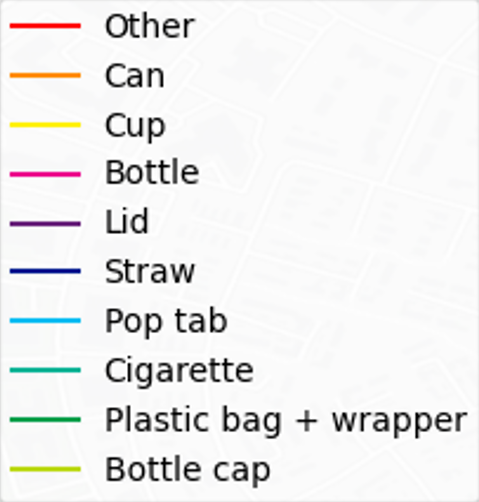 Other
Can
Cup
Bottle
Lid
Straw
Pop tab
Cigarette
Plastic bag + wrapper
Bottle cap